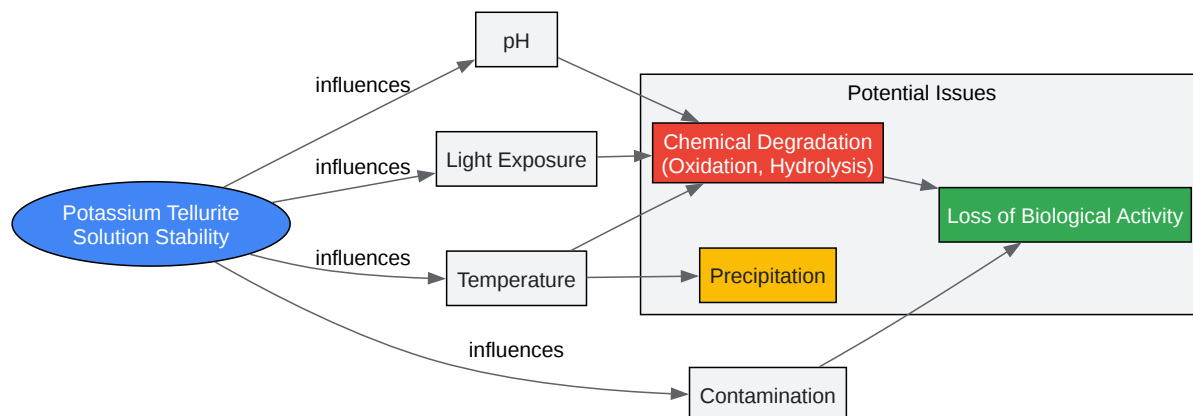 pH
influences
Potential Issues
Chemical Degradation
(Oxidation, Hydrolysis)
influences
Light Exposure
Potassium Tellurite
Solution Stability
Loss of Biological Activity
influences
Temperature
Precipitation
influences
Contamination